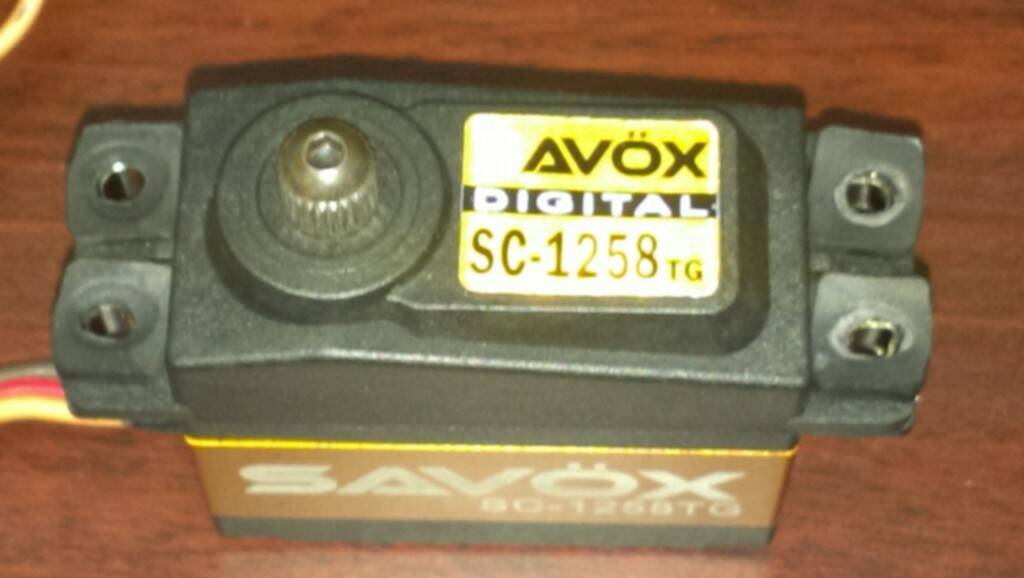 AVÖX
DIGITAL
SC-1258TG
SAVÖX
SC-1258TG